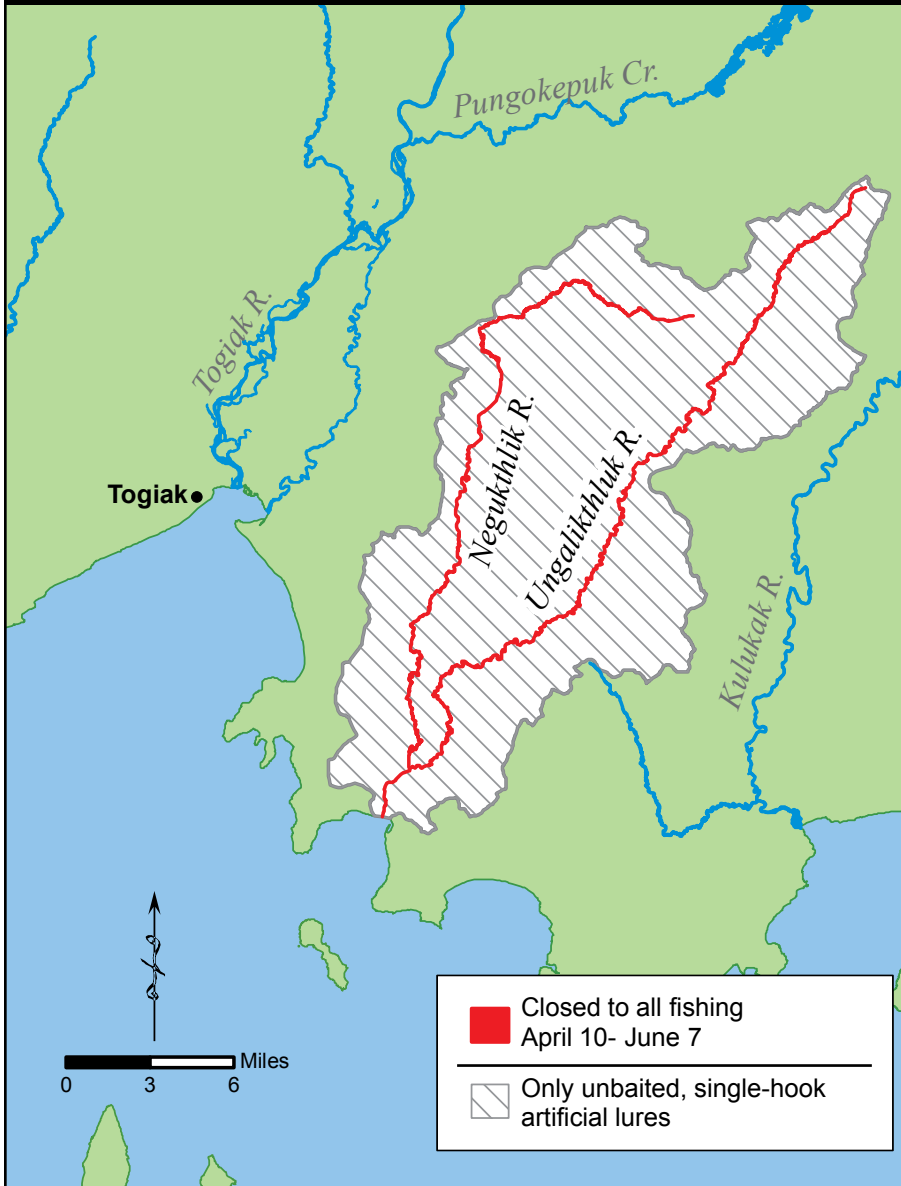 Pungokepuk Cr.
Togiak R.
Togiak
Negukthlik R.
Ungalikthluk R.
Kulukak R.
Miles
0 3 6
Closed to all fishing
April 10- June 7
Only unbaited, single-hook
artificial lures